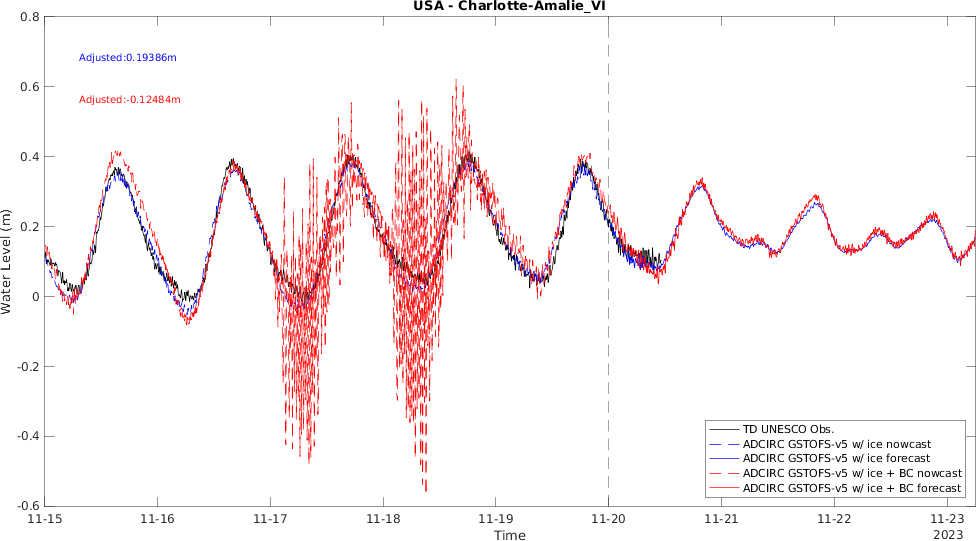 USA - Charlotte-Amalie_VI
0.8
Adjusted:0.19386m
0.6
Adjusted:-0.12484m
0.4
0.2
0
-0.2
-0.4
-0.6
Water Level (m)
TD UNESCO Obs.
ADCIRC GSTOFS-v5 w/ ice nowcast
ADCIRC GSTOFS-v5 w/ ice forecast
ADCIRC GSTOFS-v5 w/ ice + BC nowcast
ADCIRC GSTOFS-v5 w/ ice + BC forecast
11-15 11-16 11-17 11-18 11-19 11-20 11-21 11-22 11-23
Time
2023